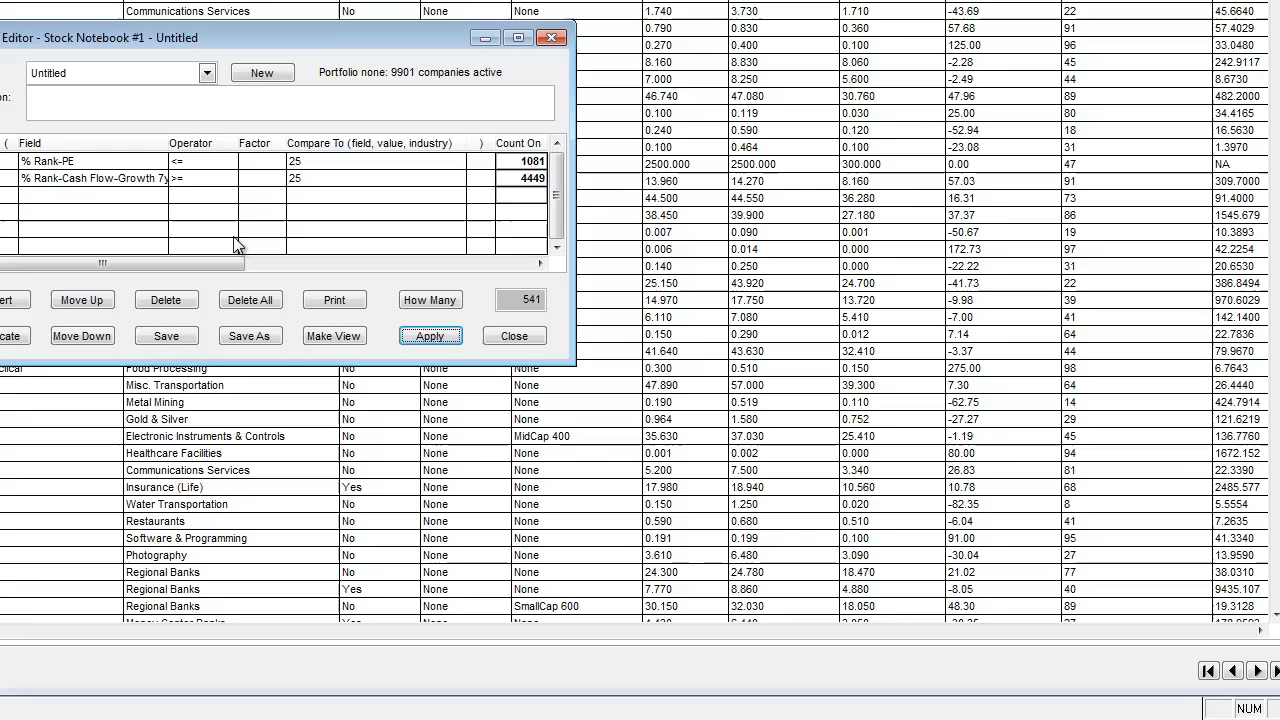 Communications Services No None None 1.740 3.730 1.710 -43.69 22 45.6640
Editor - Stock Notebook #1 - Untitled
0.790 0.830 0.360 57.68 91 57.4029
0.270 0.400 0.100 125.00 96 33.0480
8.160 8.830 8.060 -2.28 45 242.9117
Untitled New Portfolio none: 9901 companies active
7.000 8.250 5.600 -2.49 44 8.6730
on:
46.740 47.080 30.760 47.96 89 482.2000
0.100 0.119 0.030 25.00 80 34.4165
0.240 0.590 0.120 -52.94 18 16.5630
( Field Operator Factor Compare To (field, value, industry) ) Count On
0.100 0.464 0.100 -23.08 31 1.3970
% Rank-PE <= 25 1081
2500.000 2500.000 300.000 0.00 47 NA
% Rank-Cash Flow-Growth 7y >= 25 4449
13.960 14.270 8.160 57.03 91 309.7000
44.500 44.550 36.280 16.31 73 91.4000
38.450 39.900 27.180 37.37 86 1545.679
0.007 0.090 0.001 -50.67 19 10.3893
0.006 0.014 0.000 172.73 97 42.2254
0.140 0.250 0.000 -22.22 31 20.6530
25.150 43.920 24.700 -41.73 22 386.8494
ert Move Up Delete Delete All Print How Many 541
14.970 17.750 13.720 -9.98 39 970.6029
6.110 7.080 5.410 -7.00 41 142.1400
cate Move Down Save Save As Make View Apply Close
0.150 0.290 0.012 7.14 64 22.7836
41.640 43.630 32.410 -3.37 44 79.9670
Food Processing No None None 0.300 0.510 0.150 275.00 98 6.7643
Misc. Transportation No None None 47.890 57.000 39.300 7.30 64 26.4440
Metal Mining No None None 0.190 0.519 0.110 -62.75 14 424.7914
Gold & Silver No None None 0.964 1.580 0.752 -27.27 29 121.6219
Electronic Instruments & Controls No None MidCap 400 35.630 37.030 25.410 -1.19 45 136.7760
Healthcare Facilities No None None 0.001 0.002 0.000 80.00 94 1672.152
Communications Services No None None 5.200 7.500 3.340 26.83 81 22.3390
Insurance (Life) Yes None None 17.980 18.940 10.560 10.78 68 2485.577
Water Transportation No None None 0.150 1.250 0.020 -82.35 8 5.5554
Restaurants No None None 0.590 0.680 0.510 -6.04 41 7.2635
Software & Programming No None None 0.191 0.199 0.100 91.00 95 41.3340
Photography No None None 3.610 6.480 3.090 -30.04 27 13.9590
Regional Banks No None None 24.300 24.780 18.470 21.02 77 38.0310
Regional Banks Yes None None 7.770 8.860 4.880 -8.05 40 9435.107
Regional Banks No None SmallCap 600 30.150 32.030 18.050 48.30 89 19.3128
NUM